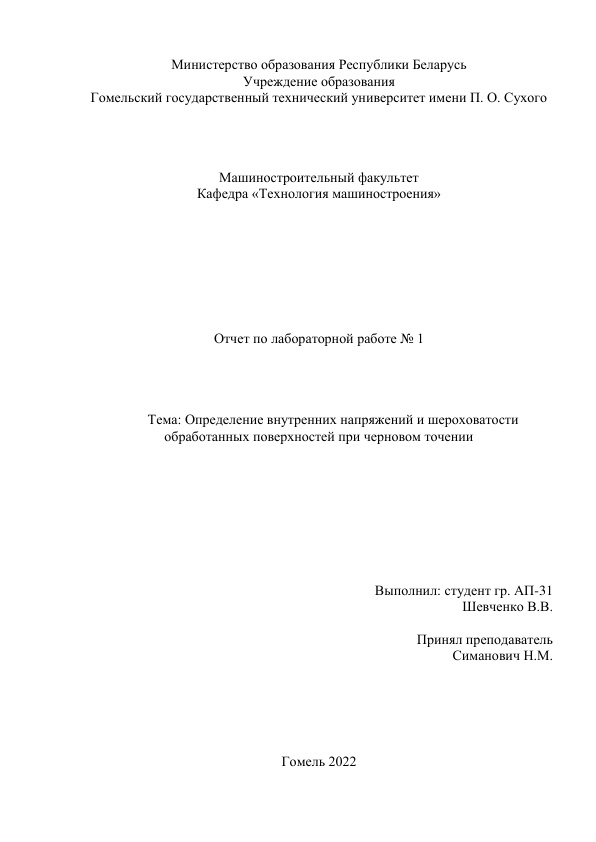 Министерство образования Республики Беларусь
Учреждение образования
Гомельский государственный технический университет имени П. О. Сухого
Машиностроительный факультет
Кафедра «Технология машиностроения»
Отчет по лабораторной работе № 1
Тема: Определение внутренних напряжений и шероховатости
обработанных поверхностей при черновом точении
Выполнил: студент гр. АП-31
Шевченко В.В.
Принял преподаватель
Симанович Н.М.
Гомель 2022